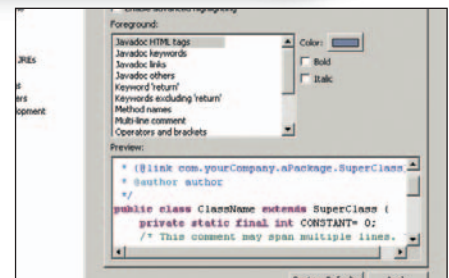 Foreground:
Javadoc HTML tags
Color:
Javadoc keywords
Bold
Javadoc links
JREs
Javadoc others
Italic
Keyword 'return'
Keywords excluding 'return'
Method names
Multi-line comment
Operators and brackets
Preview:
* {@link com.yourCompany.aPackage.SuperClass
* @author author
*/
public class ClassName extends SuperClass {
private static final int CONSTANT= 0;
/* This comment may span multiple lines.